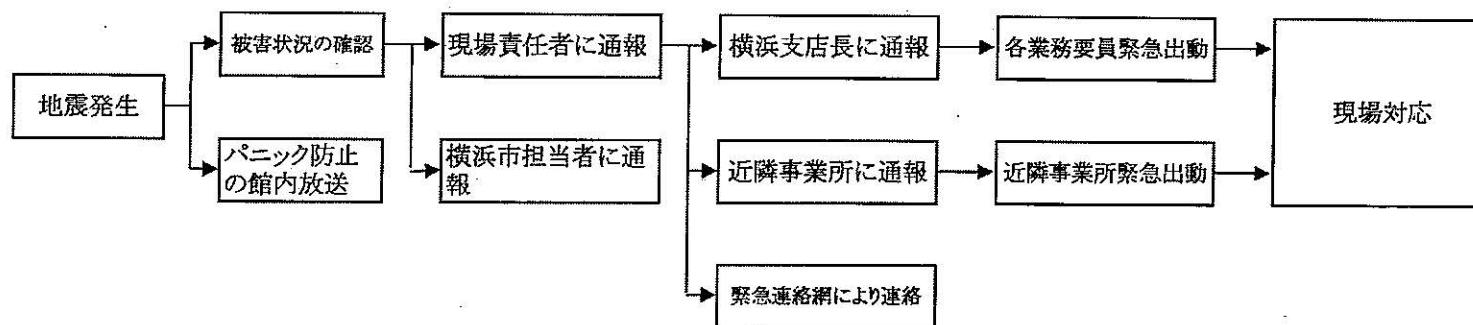 地震発生
被害状況の確認
パニック防止
の館内放送
現場責任者に通報
横浜市担当者に通
報
横浜支店長に通報
近隣事業所に通報
緊急連絡網により連絡
各業務要員緊急出動
近隣事業所緊急出動
現場対応